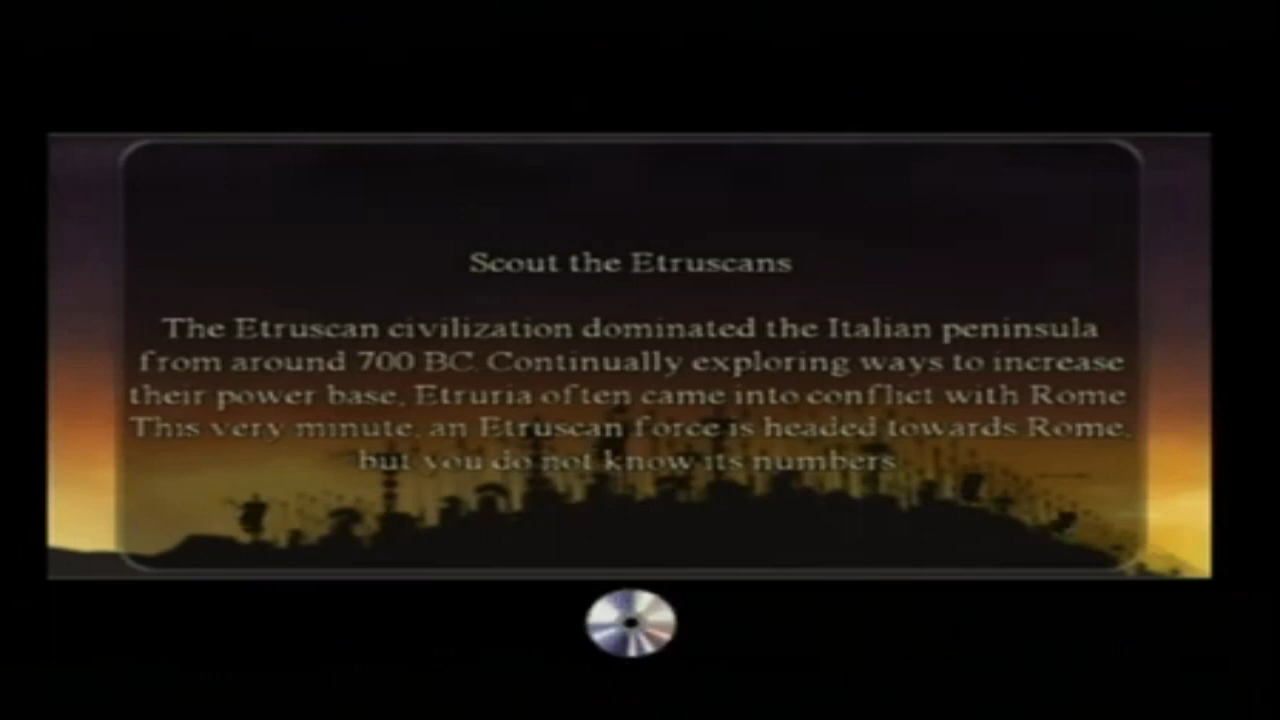 Scout the Etruscans
The Etruscan civilization dominated the Italian peninsula
from around 700 BC. Continually exploring ways to increase
their power base, Etruria often came into conflict with Rome
This very minute, an Etruscan force is headed towards Rome,
but you do not know its numbers